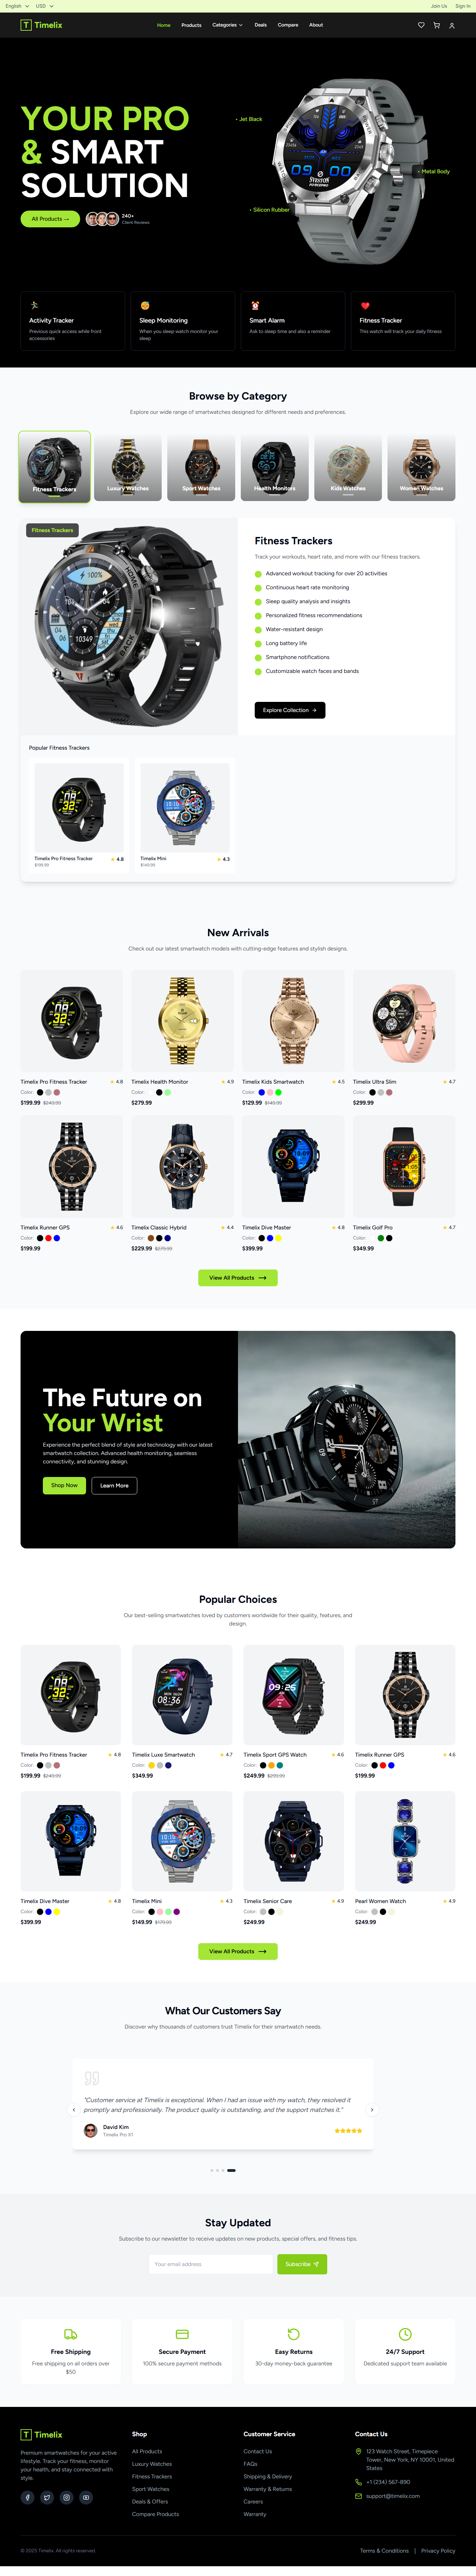 English
USD
Join Us
Sign In
Timelix
Home
Products
Categories
Deals
Compare
About
YOUR PRO
& SMART
SOLUTION
• Jet Black
• Metal Body
• Silicon Rubber
All Products →
240+
Client Reviews
Activity Tracker
Previous quick access while front
accessories
Sleep Monitoring
When you sleep watch monitor your
sleep
Smart Alarm
Ask to sleep time and also a reminder
Fitness Tracker
This watch will track your daily fitness
Browse by Category
Explore our wide range of smartwatches designed for different needs and preferences.
Fitness Trackers
Luxury Watches
Sport Watches
Health Monitors
Kids Watches
Women Watches
Fitness Trackers
Fitness Trackers
Track your workouts, heart rate, and more with our fitness trackers.
Advanced workout tracking for over 20 activities
Continuous heart rate monitoring
Sleep quality analysis and insights
Personalized fitness recommendations
Water-resistant design
Long battery life
Smartphone notifications
Customizable watch faces and bands
Explore Collection →
Popular Fitness Trackers
Timelix Pro Fitness Tracker
4.8
$199.99
Timelix Mini
4.3
$149.99
New Arrivals
Check out our latest smartwatch models with cutting-edge features and stylish designs.
Timelix Pro Fitness Tracker
4.8
Color:
$199.99 $249.99
Timelix Health Monitor
4.9
Color:
$279.99
Timelix Kids Smartwatch
4.5
Color:
$129.99 $149.99
Timelix Ultra Slim
4.7
Color:
$299.99
Timelix Runner GPS
4.6
Color:
$199.99
Timelix Classic Hybrid
4.4
Color:
$229.99 $279.99
Timelix Dive Master
4.8
Color:
$399.99
Timelix Golf Pro
4.7
Color:
$349.99
View All Products →
The Future on
Your Wrist
Experience the perfect blend of style and technology with our latest
smartwatch collection. Advanced health monitoring, seamless
connectivity, and stunning design.
Shop Now
Learn More
Popular Choices
Our best-selling smartwatches loved by customers worldwide for their quality, features, and
design.
Timelix Pro Fitness Tracker
4.8
Color:
$199.99 $249.99
Timelix Luxe Smartwatch
4.7
Color:
$349.99
Timelix Sport GPS Watch
4.6
Color:
$249.99 $299.99
Timelix Runner GPS
4.6
Color:
$199.99
Timelix Dive Master
4.8
Color:
$399.99
Timelix Mini
4.3
Color:
$149.99 $179.99
Timelix Senior Care
4.9
Color:
$249.99
Pearl Women Watch
4.9
Color:
$249.99
View All Products →
What Our Customers Say
Discover why thousands of customers trust Timelix for their smartwatch needs.
"Customer service at Timelix is exceptional. When I had an issue with my watch, they resolved it
promptly and professionally. The product quality is outstanding, and the support matches it."
David Kim
Timelix Pro X1
Stay Updated
Subscribe to our newsletter to receive updates on new products, special offers, and fitness tips.
Your email address
Subscribe
Free Shipping
Free shipping on all orders over
$50
Secure Payment
100% secure payment methods
Easy Returns
30-day money-back guarantee
24/7 Support
Dedicated support team available
Timelix
Premium smartwatches for your active
lifestyle. Track your fitness, monitor
your health, and stay connected with
style.
Shop
All Products
Luxury Watches
Fitness Trackers
Sport Watches
Deals & Offers
Compare Products
Customer Service
Contact Us
FAQs
Shipping & Delivery
Warranty & Returns
Careers
Warranty
Contact Us
123 Watch Street, Timepiece
Tower, New York, NY 10001, United
States
+1 (234) 567-890
support@timelix.com
© 2025 Timelix. All rights reserved.
Terms & Conditions | Privacy Policy